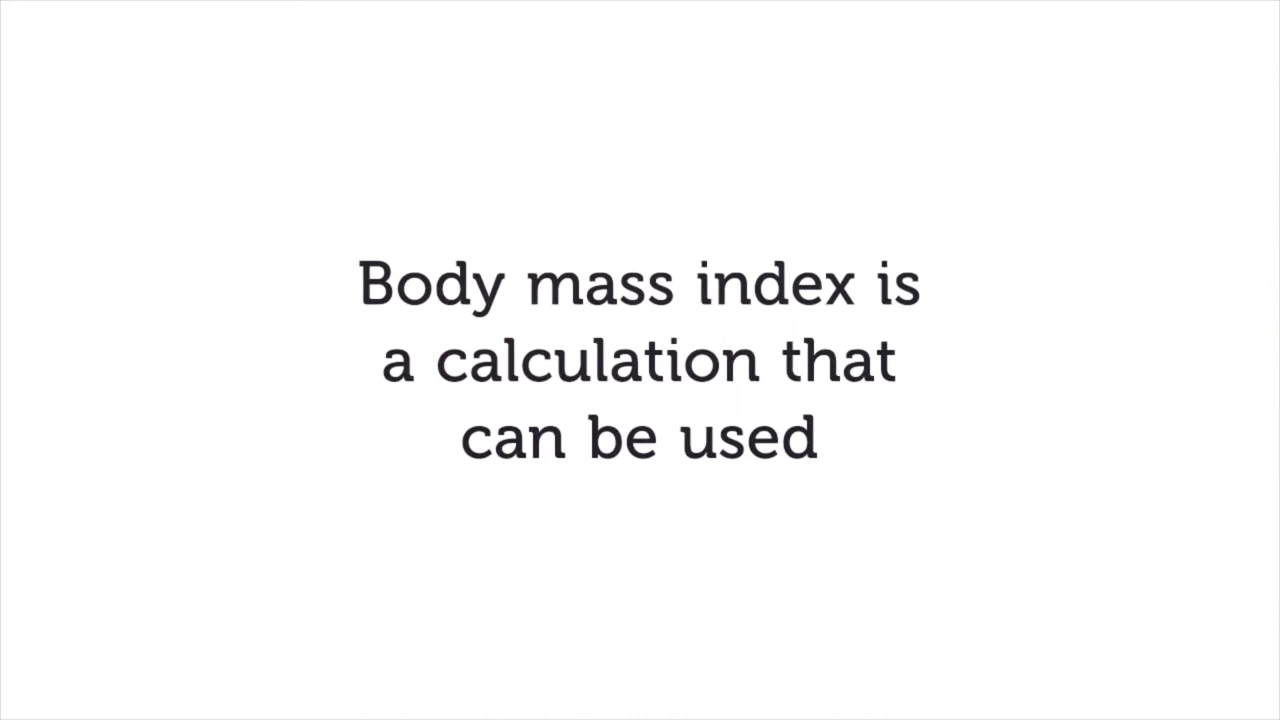 Body mass index is
a calculation that
can be used